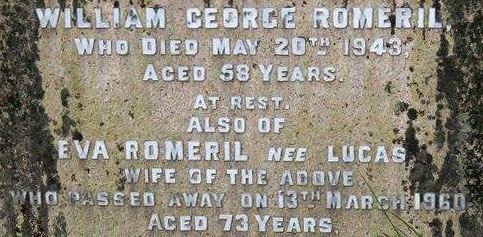 WILLIAM GEORGE ROMERIL,
WHO DIED MAY 20TH 1943.
AGED 58 YEARS.
AT REST.
ALSO OF
EVA ROMERIL NEE LUCAS,
WIFE OF THE ABOVE,
WHO PASSED AWAY ON 13TH MARCH 1960
AGED 73 YEARS.